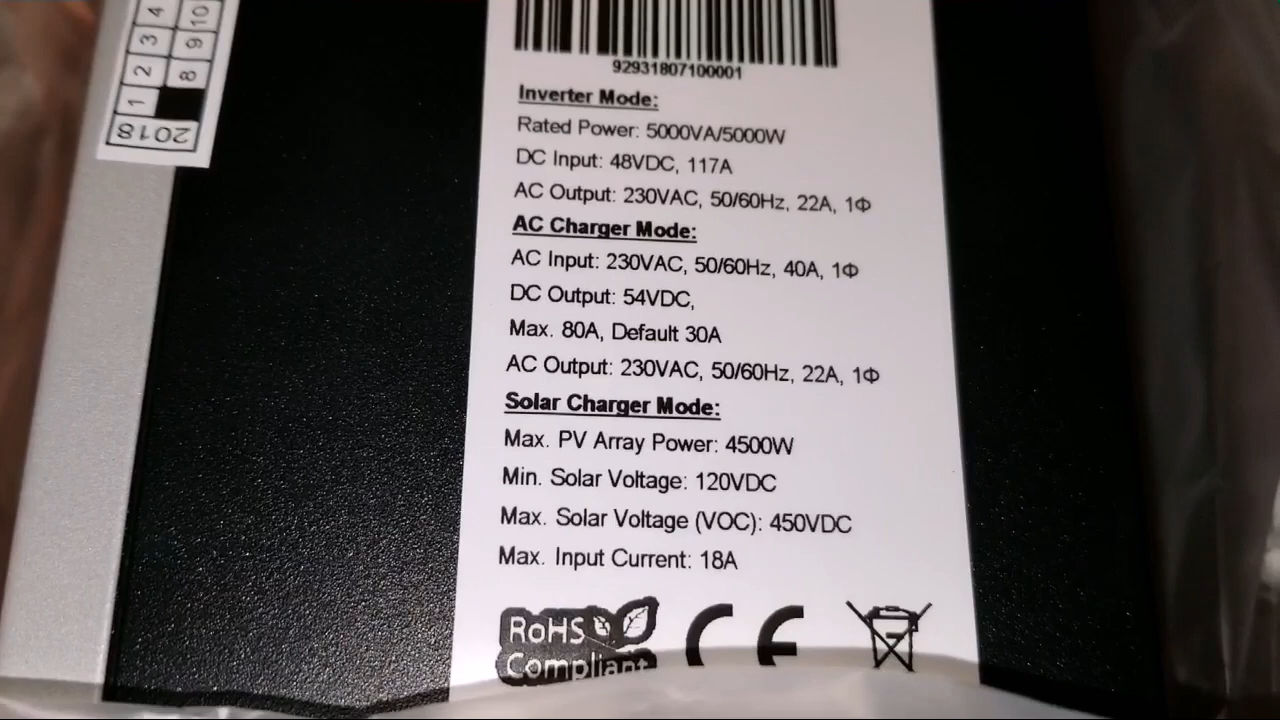 4 10
3 9
2 8
1
2018
92931807100001
Inverter Mode:
Rated Power: 5000VA/5000W
DC Input: 48VDC, 117A
AC Output: 230VAC, 50/60Hz, 22A, 1Φ
AC Charger Mode:
AC Input: 230VAC, 50/60Hz, 40A, 1Φ
DC Output: 54VDC,
Max. 80A, Default 30A
AC Output: 230VAC, 50/60Hz, 22A, 1Φ
Solar Charger Mode:
Max. PV Array Power: 4500W
Min. Solar Voltage: 120VDC
Max. Solar Voltage (VOC): 450VDC
Max. Input Current: 18A
RoHS
Compliant
CE